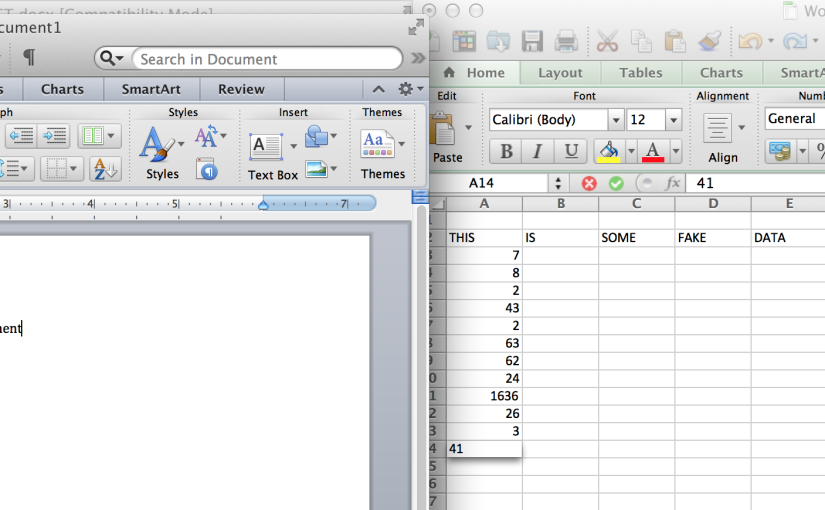 CT.docx [Compatibility Mode]
cument1
Search in Document
s Charts SmartArt Review
ph Styles Insert Themes
Styles Text Box Themes
3 4 5 7
ment
Wo
Home Layout Tables Charts SmartA
Edit Font Alignment Numb
Calibri (Body) 12 General
Paste B I U A Align %
A14 fx 41
A B C D E
1
2 THIS IS SOME FAKE DATA
3 7
4 8
5 2
6 43
7 2
8 63
9 62
0 24
1 1636
2 26
3 3
4 41
5
6
7